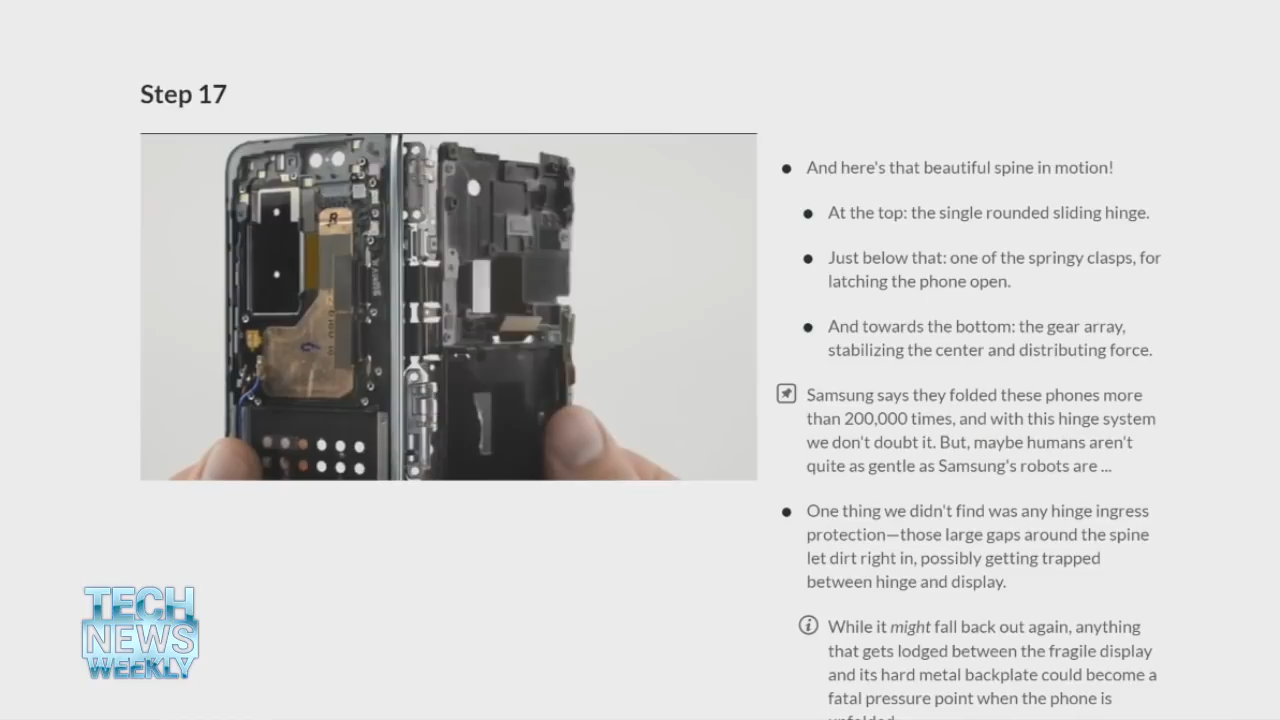 Step 17
And here's that beautiful spine in motion!
At the top: the single rounded sliding hinge.
Just below that: one of the springy clasps, for
latching the phone open.
And towards the bottom: the gear array,
stabilizing the center and distributing force.
Samsung says they folded these phones more
than 200,000 times, and with this hinge system
we don't doubt it. But, maybe humans aren't
quite as gentle as Samsung's robots are ...
One thing we didn't find was any hinge ingress
protection—those large gaps around the spine
let dirt right in, possibly getting trapped
between hinge and display.
While it might fall back out again, anything
that gets lodged between the fragile display
and its hard metal backplate could become a
fatal pressure point when the phone is
TECH
NEWS
WEEKLY